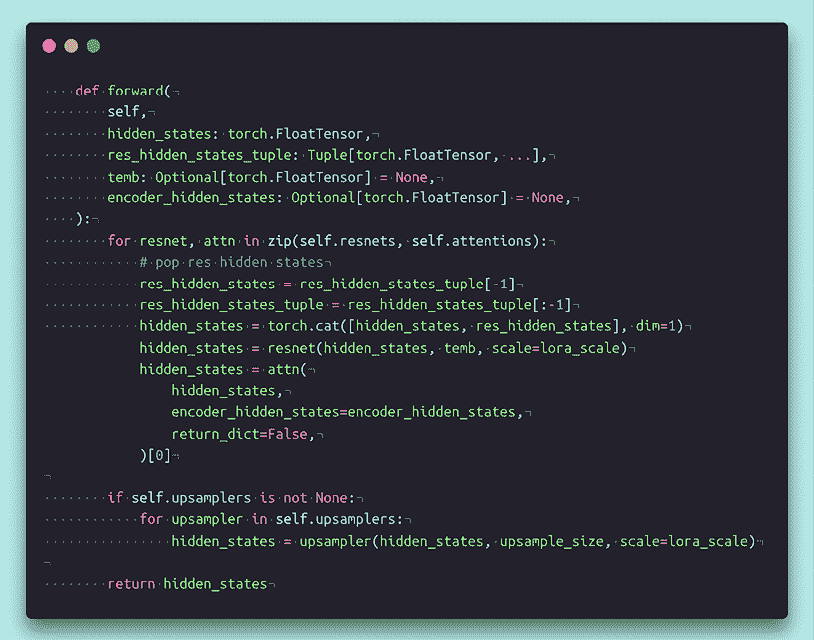 def forward(
        self,
        hidden_states: torch.FloatTensor,
        res_hidden_states_tuple: Tuple[torch.FloatTensor, ...],
        temb: Optional[torch.FloatTensor] = None,
        encoder_hidden_states: Optional[torch.FloatTensor] = None,
    ):
        for resnet, attn in zip(self.resnets, self.attentions):
            # pop res hidden states
            res_hidden_states = res_hidden_states_tuple[-1]
            res_hidden_states_tuple = res_hidden_states_tuple[:-1]
            hidden_states = torch.cat([hidden_states, res_hidden_states], dim=1)
            hidden_states = resnet(hidden_states, temb, scale=lora_scale)
            hidden_states = attn(
                hidden_states,
                encoder_hidden_states=encoder_hidden_states,
                return_dict=False,
            )[0]

        if self.upsamplers is not None:
            for upsampler in self.upsamplers:
                hidden_states = upsampler(hidden_states, upsample_size, scale=lora_scale)

        return hidden_states